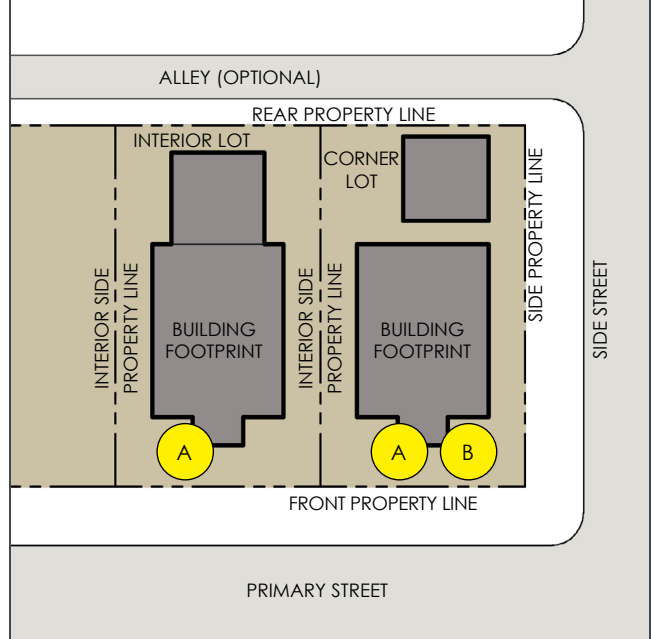 ALLEY (OPTIONAL)
REAR PROPERTY LINE
INTERIOR LOT
CORNER
LOT
INTERIOR SIDE
PROPERTY LINE
BUILDING
FOOTPRINT
INTERIOR SIDE
PROPERTY LINE
BUILDING
FOOTPRINT
SIDE PROPERTY LINE
SIDE STREET
A
A
B
FRONT PROPERTY LINE
PRIMARY STREET